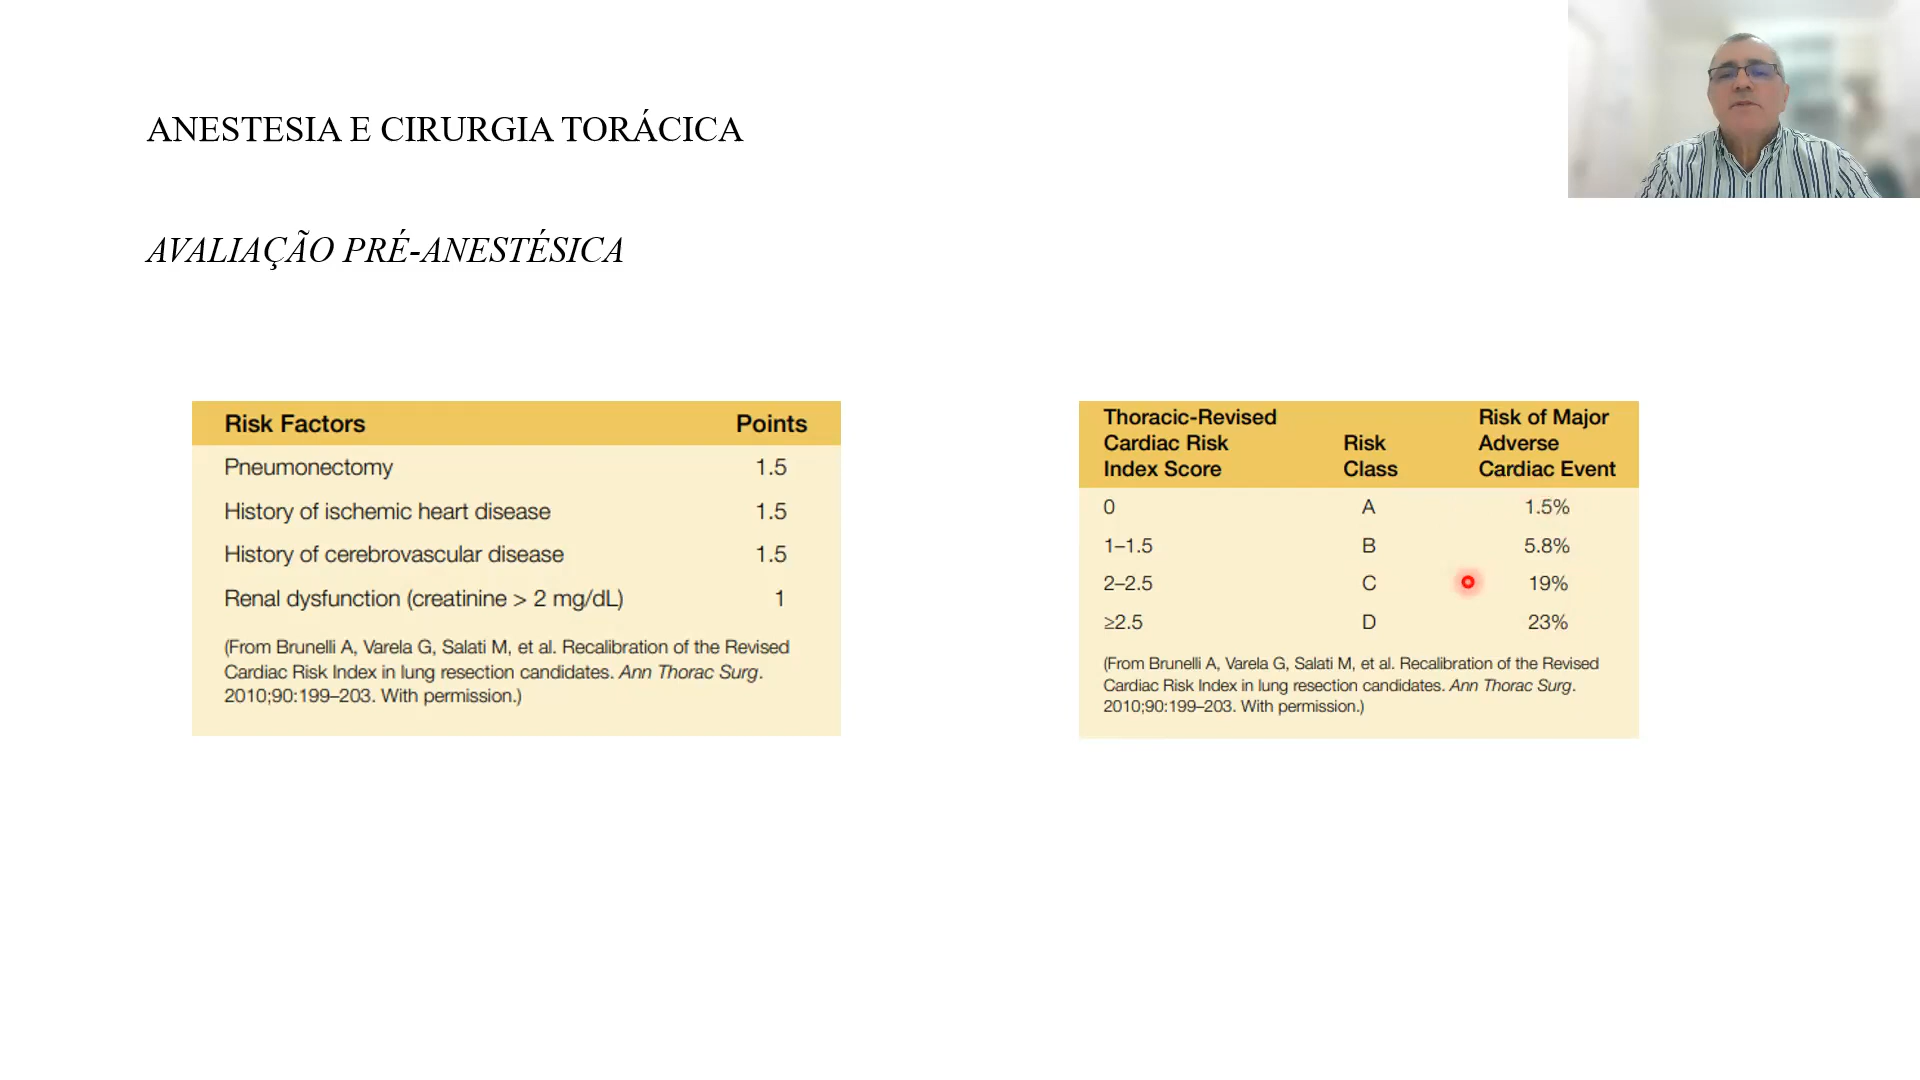 ANESTESIA E CIRURGIA TORÁCICA
AVALIAÇÃO PRÉ-ANESTÉSICA
Risk Factors Points
Pneumonectomy 1.5
History of ischemic heart disease 1.5
History of cerebrovascular disease 1.5
Renal dysfunction (creatinine > 2 mg/dL) 1
(From Brunelli A, Varela G, Salati M, et al. Recalibration of the Revised
Cardiac Risk Index in lung resection candidates. Ann Thorac Surg.
2010;90:199–203. With permission.)
Thoracic-Revised Risk of Major
Cardiac Risk Risk Adverse
Index Score Class Cardiac Event
0 A 1.5%
1–1.5 B 5.8%
2–2.5 C 19%
≥2.5 D 23%
(From Brunelli A, Varela G, Salati M, et al. Recalibration of the Revised
Cardiac Risk Index in lung resection candidates. Ann Thorac Surg.
2010;90:199–203. With permission.)